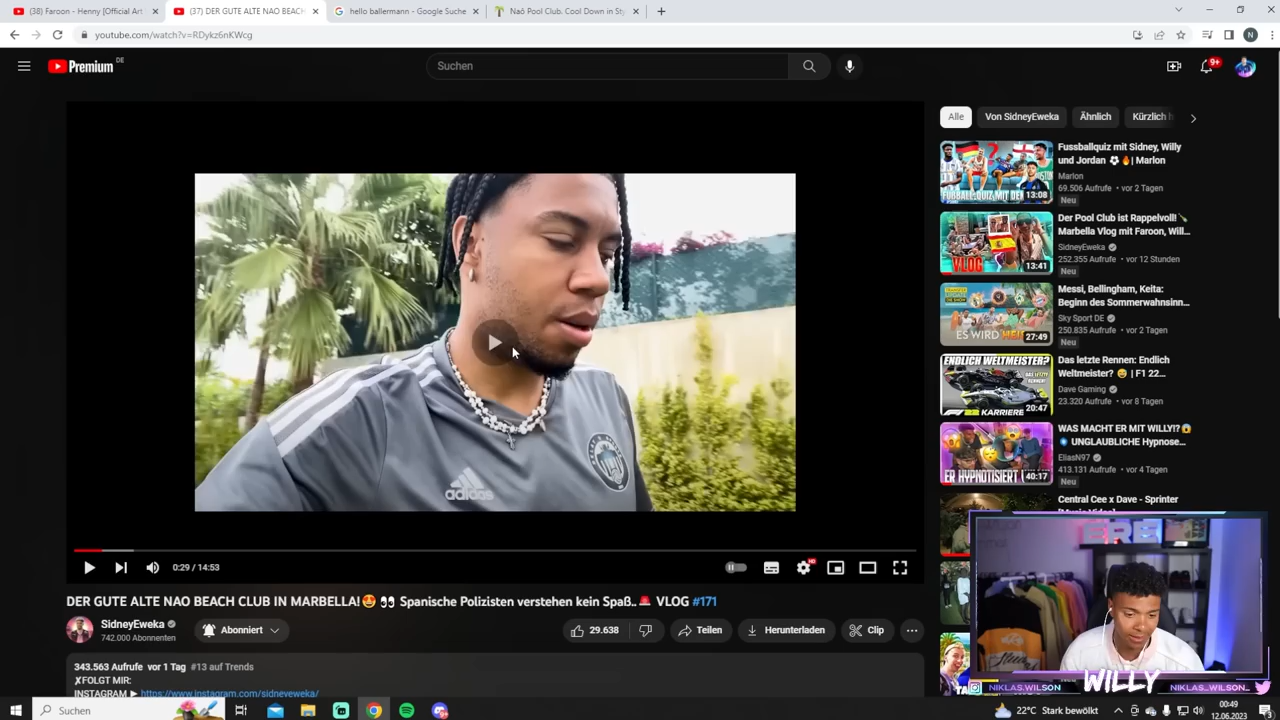 (38) Faroon - Henny [Official Art
(37) DER GUTE ALTE NAO BEACH
hello ballermann - Google Suche
Naô Pool Club. Cool Down in Sty
youtube.com/watch?v=RDykz6nKWcg
N
Premium
DE
Suchen
9+
Alle
Von SidneyEweka
Ähnlich
Kürzlich h
adidas
Fussballquiz mit Sidney, Willy
und Jordan ⚽🔥| Marlon
Marlon
69.506 Aufrufe • vor 2 Tagen
Neu
13:08
Der Pool Club ist Rappelvoll!🍾
Marbella Vlog mit Faroon, Will...
SidneyEweka
252.355 Aufrufe • vor 12 Stunden
Neu
VLOG
13:41
Messi, Bellingham, Keita:
Beginn des Sommerwahnsinn...
Sky Sport DE
250.835 Aufrufe • vor 2 Tagen
Neu
ES WIRD HEI
27:49
Das letzte Rennen: Endlich
Weltmeister? 😅 | F1 22...
Dave Gaming
23.320 Aufrufe • vor 8 Tagen
ENDLICH WELTMEISTER?
F1 22 KARRIERE
20:47
WAS MACHT ER MIT WILLY!?😱
🌀 UNGLAUBLICHE Hypnose...
EliasN97
413.131 Aufrufe • vor 4 Tagen
Neu
ER HYPNOTISIERT
40:17
Central Cee x Dave - Sprinter
0:29 / 14:53
HD
DER GUTE ALTE NAO BEACH CLUB IN MARBELLA!😍 👀 Spanische Polizisten verstehen kein Spaß..🚨 VLOG #171
SidneyEweka
742.000 Abonnenten
Abonniert
29.638
Teilen
Herunterladen
Clip
343.563 Aufrufe vor 1 Tag #13 auf Trends
✘FOLGT MIR:
INSTAGRAM ► https://www.instagram.com/sidneyeweka/
NIKLAS.WILSON
WILLY
NIKLAS_WILSON_
Suchen
22°C Stark bewölkt
00:49
12.06.2023